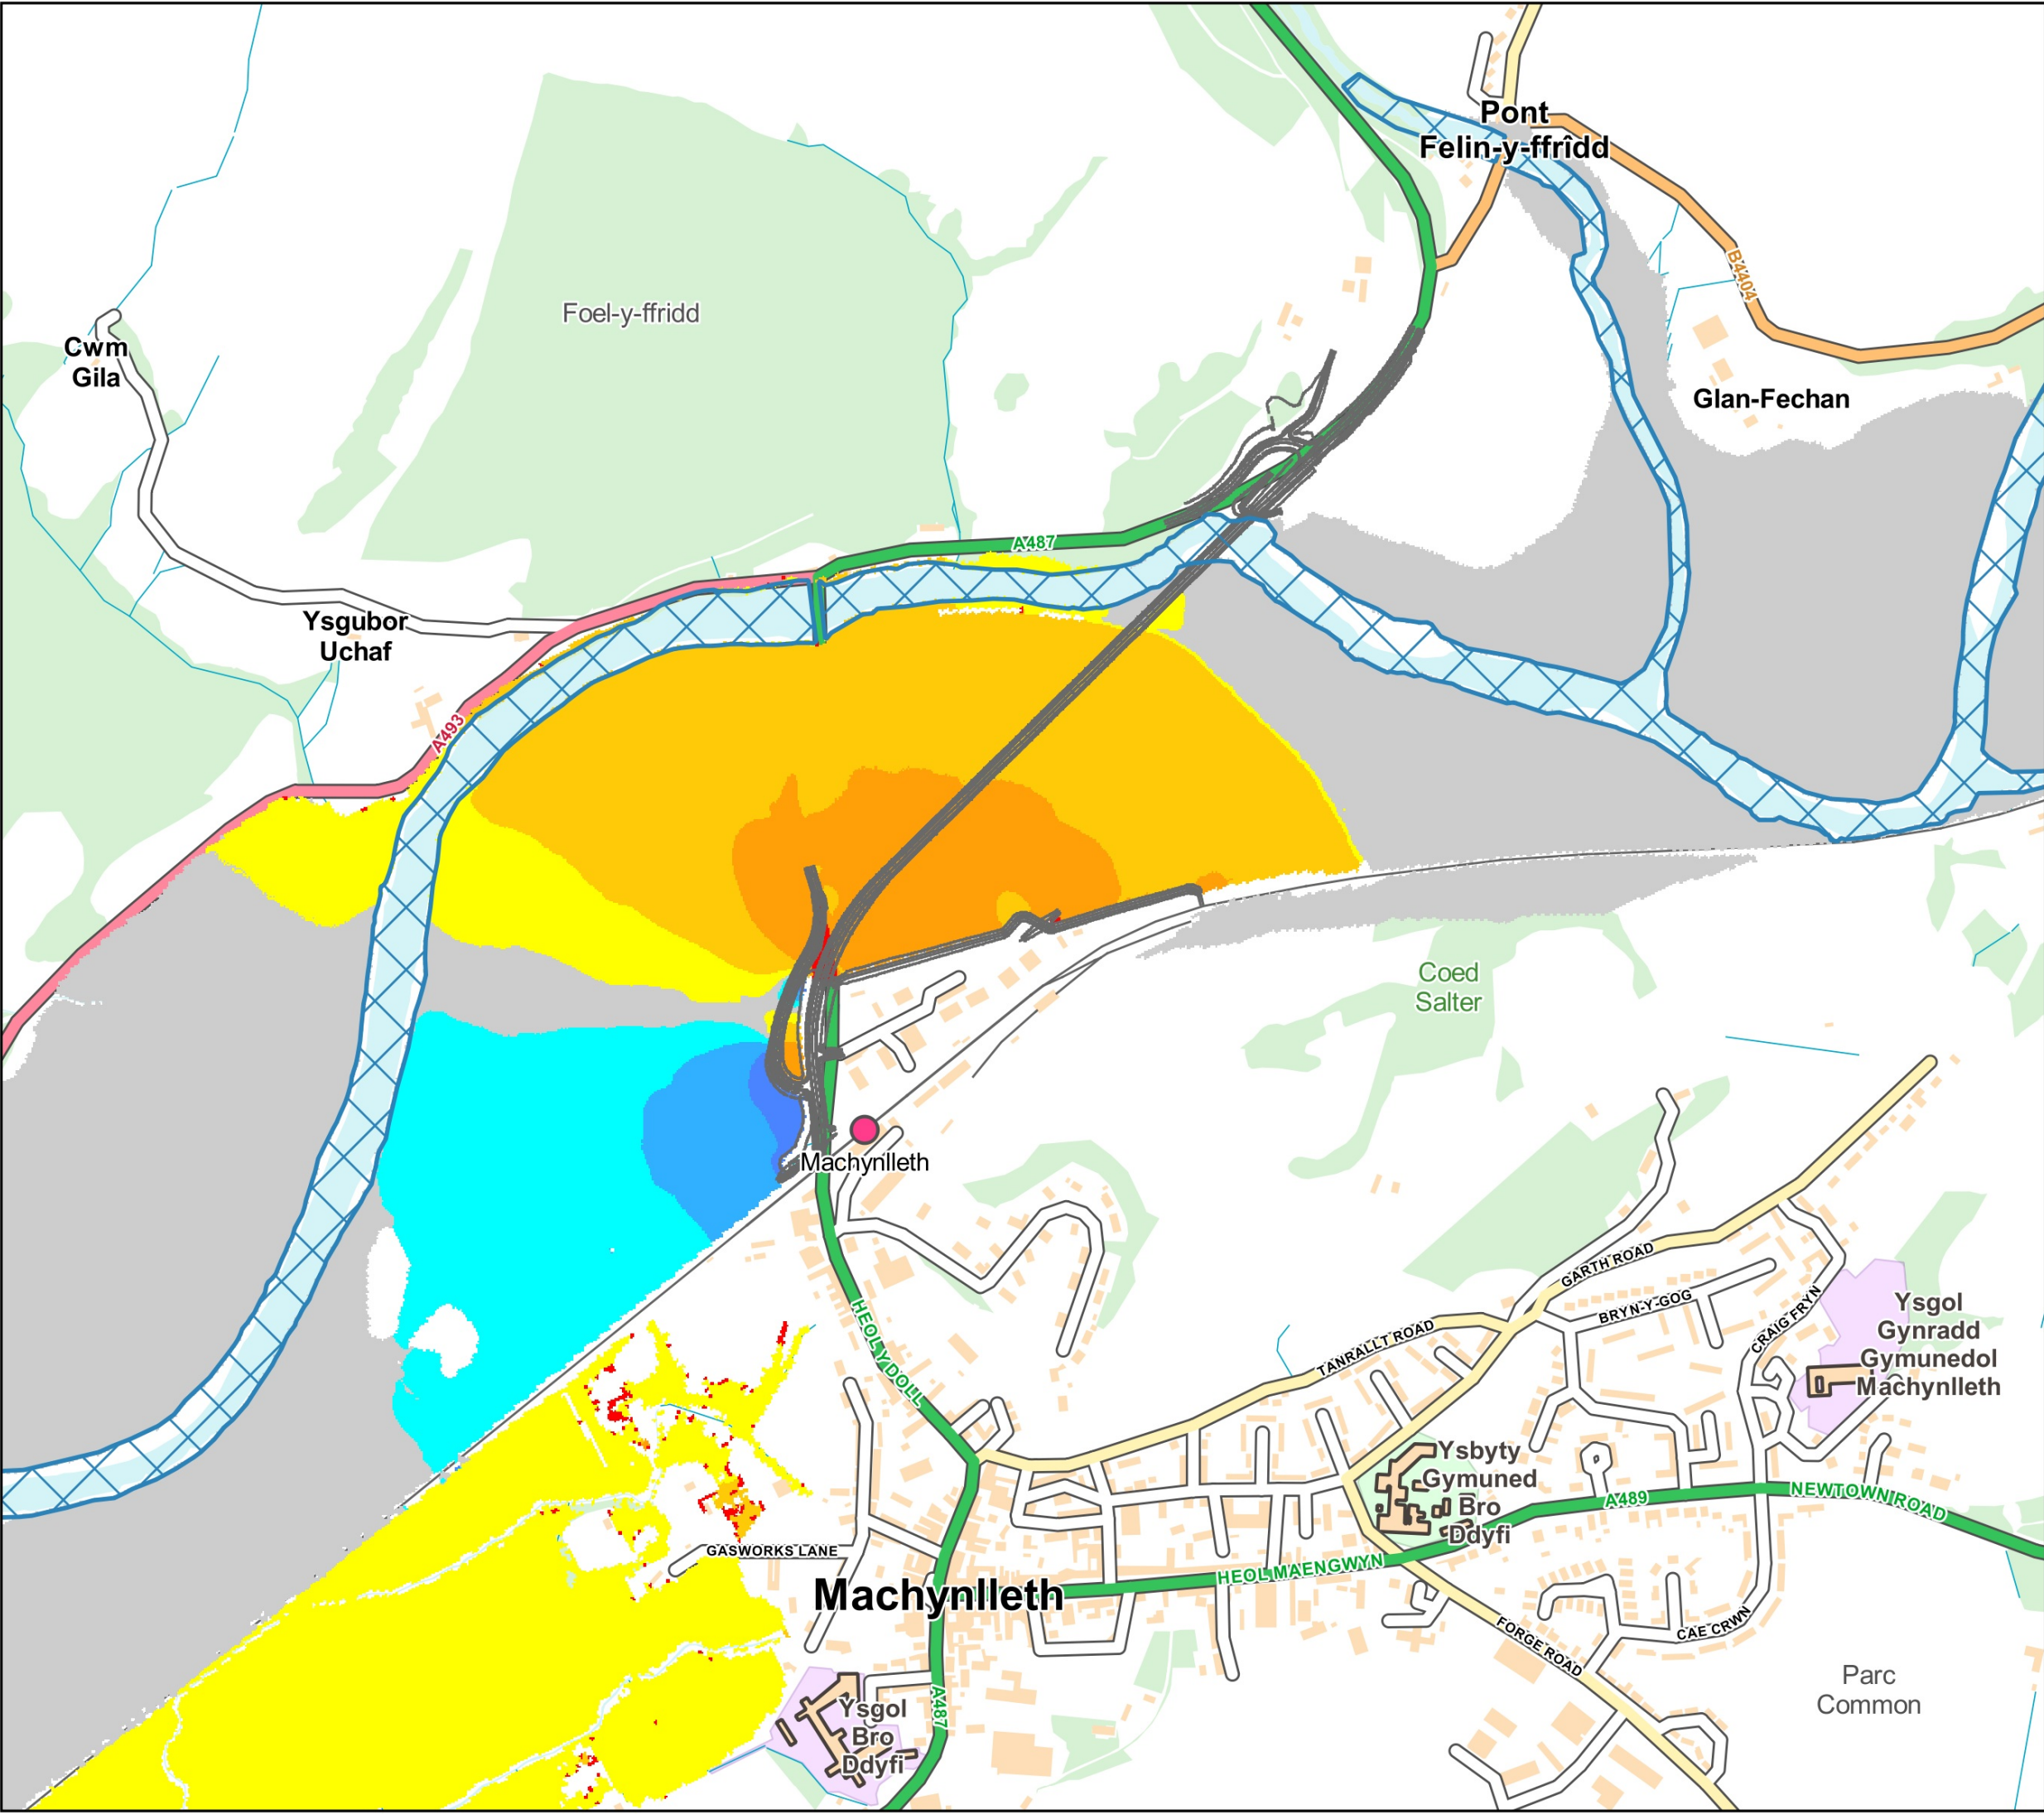 Pont
Felin-y-ffrîdd
B4404
Foel-y-ffridd
Cwm
Gila
Glan-Fechan
A487
Ysgubor
Uchaf
A493
Coed
Salter
Machynlleth
GARTH ROAD
BRYN-Y-GOG
CRAIG FRYN
Ysgol
Gynradd
Gymunedol
Machynlleth
HEOL Y DOLL
TANRALLT ROAD
Ysbyty
Gymuned
Bro
Ddyfi
A489
NEWTOWN ROAD
GASWORKS LANE
HEOL MAENGWYN
Machynlleth
FORGE ROAD
CAE CRWN
Parc
Common
A487
Ysgol
Bro
Ddyfi